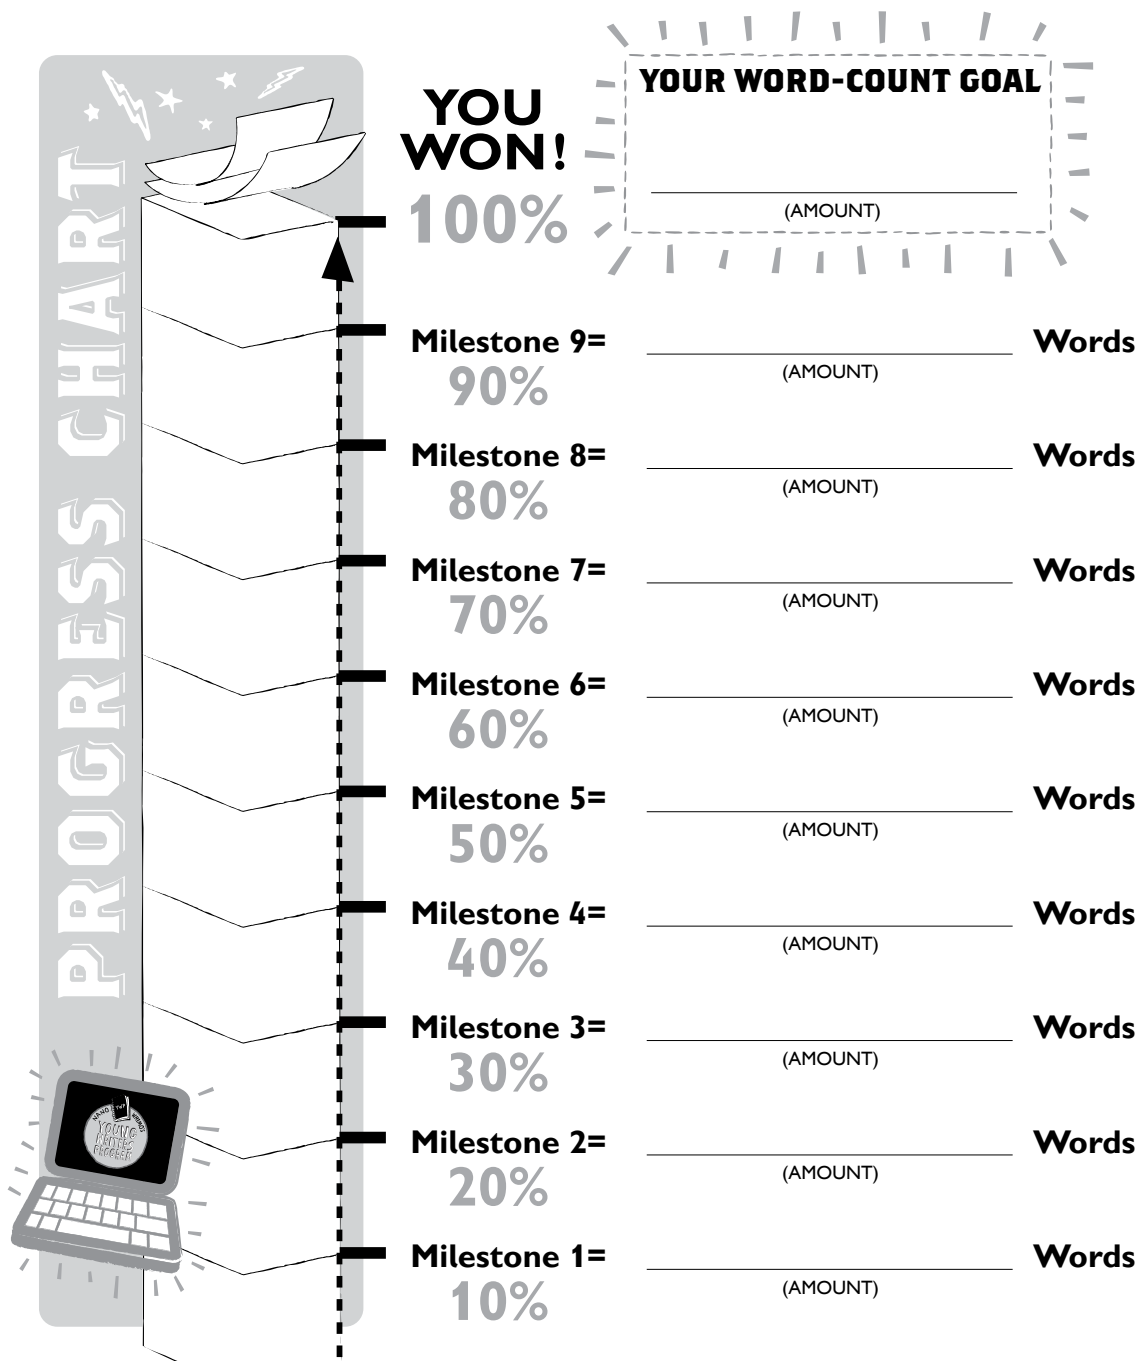 YOUR WORD-COUNT GOAL
(AMOUNT)
YOU
WON!
100%
PROGRESS CHART
Milestone 9= Words
(AMOUNT)
90%
Milestone 8= Words
(AMOUNT)
80%
Milestone 7= Words
(AMOUNT)
70%
Milestone 6= Words
(AMOUNT)
60%
Milestone 5= Words
(AMOUNT)
50%
Milestone 4= Words
(AMOUNT)
40%
Milestone 3= Words
(AMOUNT)
30%
YOUNG
WRITERS
PROGRAM
Milestone 2= Words
(AMOUNT)
20%
Milestone 1= Words
(AMOUNT)
10%